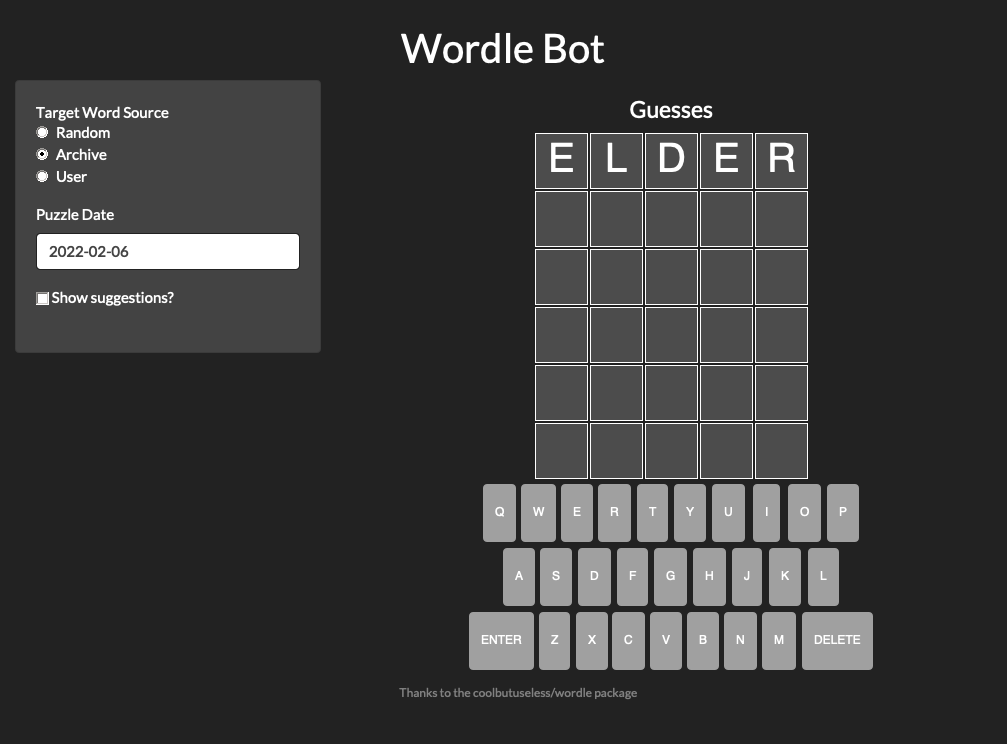 Wordle Bot
Target Word Source
Random
Archive
User
Puzzle Date
2022-02-06
Show suggestions?
Guesses
E L D E R
Q W E R T Y U I O P
A S D F G H J K L
ENTER Z X C V B N M DELETE
Thanks to the coolbutuseless/wordle package